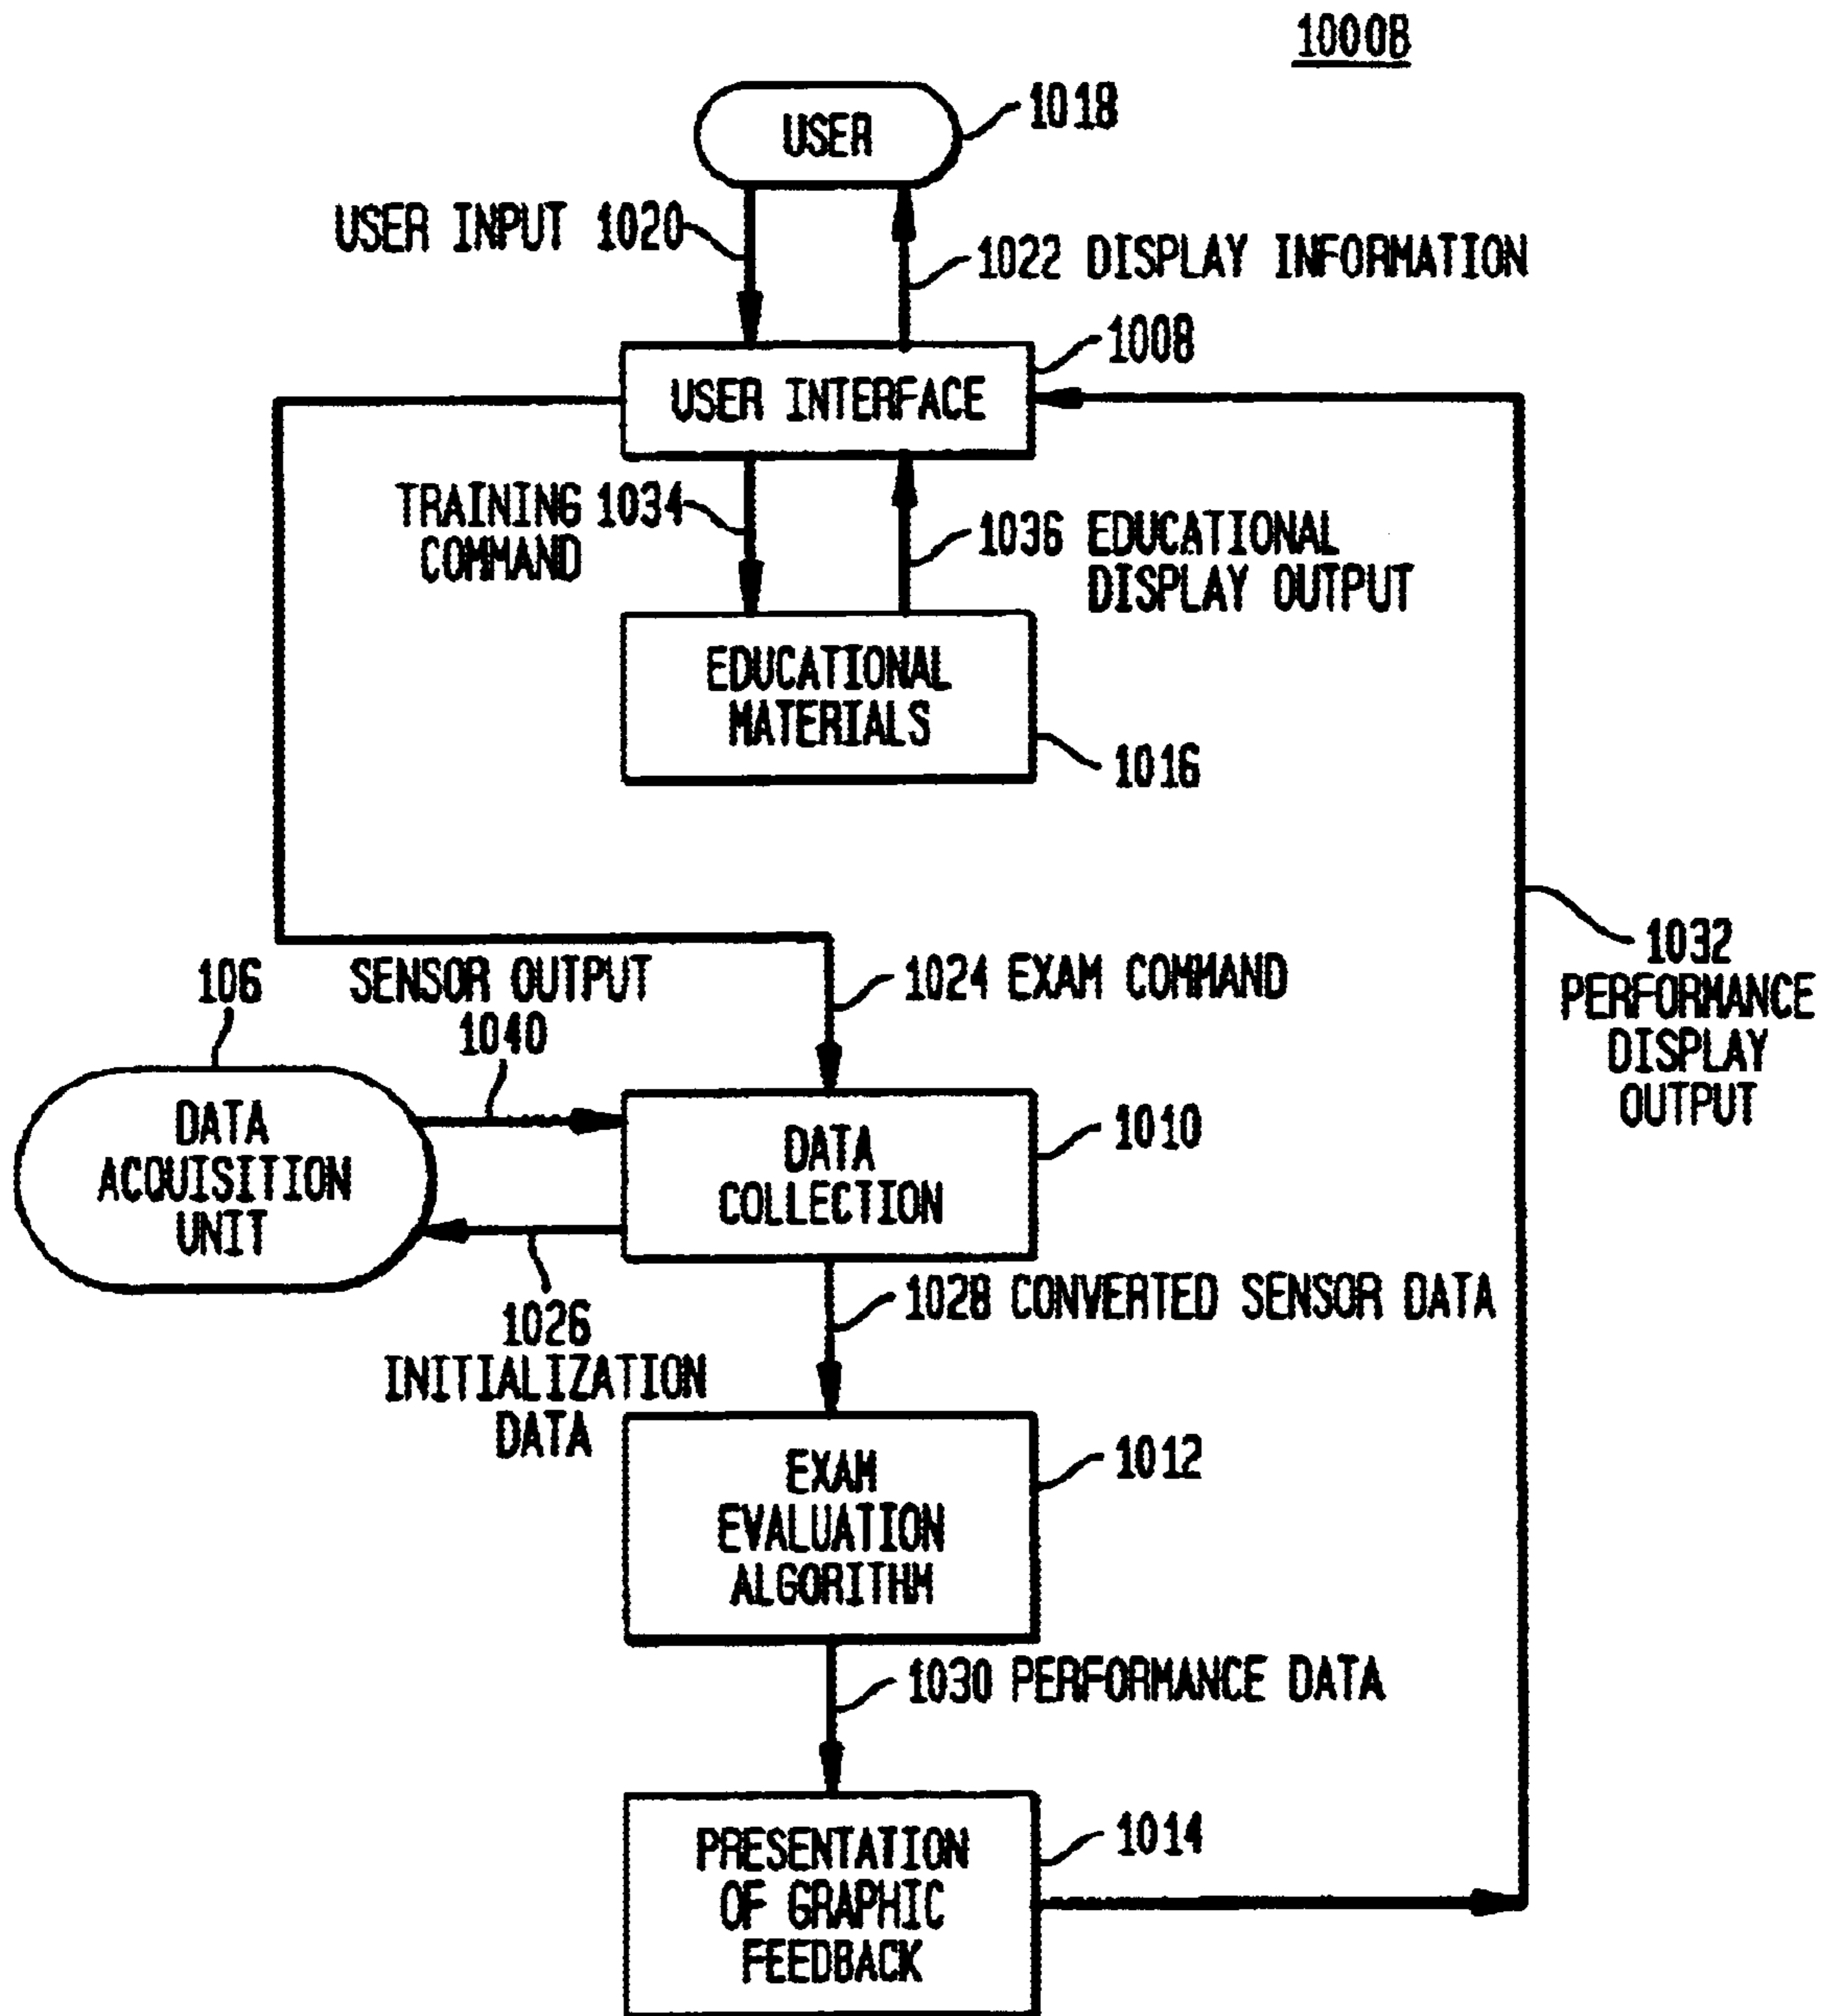 1000B
USER
1018
USER INPUT 1020
1022 DISPLAY INFORMATION
1008
USER INTERFACE
TRAINING 1034
COMMAND
1036 EDUCATIONAL
DISPLAY OUTPUT
EDUCATIONAL
MATERIALS
1016
1032
PERFORMANCE
DISPLAY
OUTPUT
106
SENSOR OUTPUT
1040
1024 EXAM COMMAND
DATA
ACQUISITION
UNIT
DATA
COLLECTION
1010
1026
INITIALIZATION
DATA
1028 CONVERTED SENSOR DATA
EXAM
EVALUATION
ALGORITHM
1012
1030 PERFORMANCE DATA
PRESENTATION
OF GRAPHIC
FEEDBACK
1014